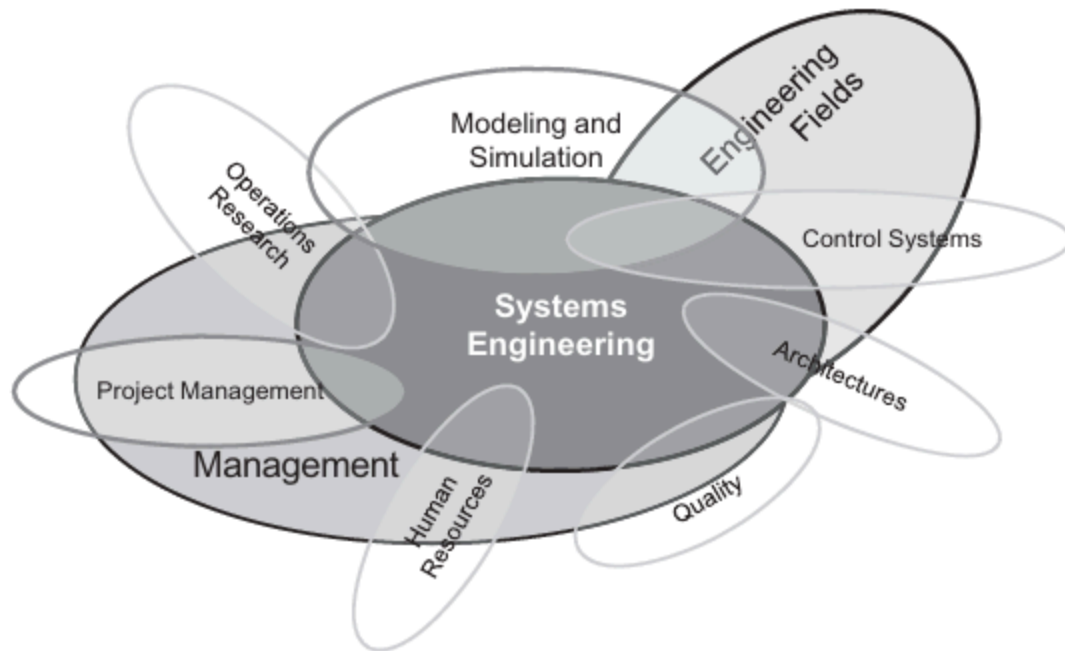 Engineering
Fields
Modeling and
Simulation
Operations
Research
Control Systems
Systems
Engineering
Architectures
Project Management
Management
Human
Resources
Quality